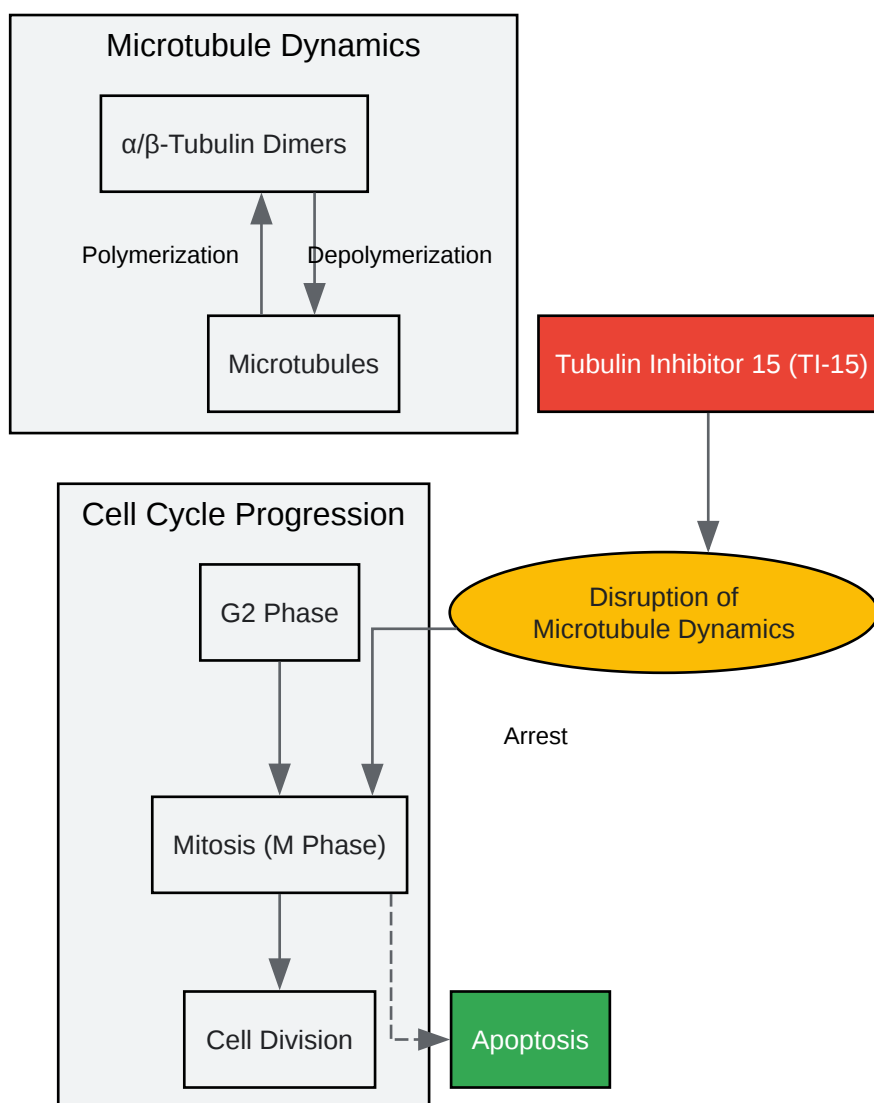 Microtubule Dynamics
α/β-Tubulin Dimers
Polymerization
Depolymerization
Microtubules
Tubulin Inhibitor 15 (TI-15)
Cell Cycle Progression
G2 Phase
Disruption of
Microtubule Dynamics
Arrest
Mitosis (M Phase)
Cell Division
Apoptosis